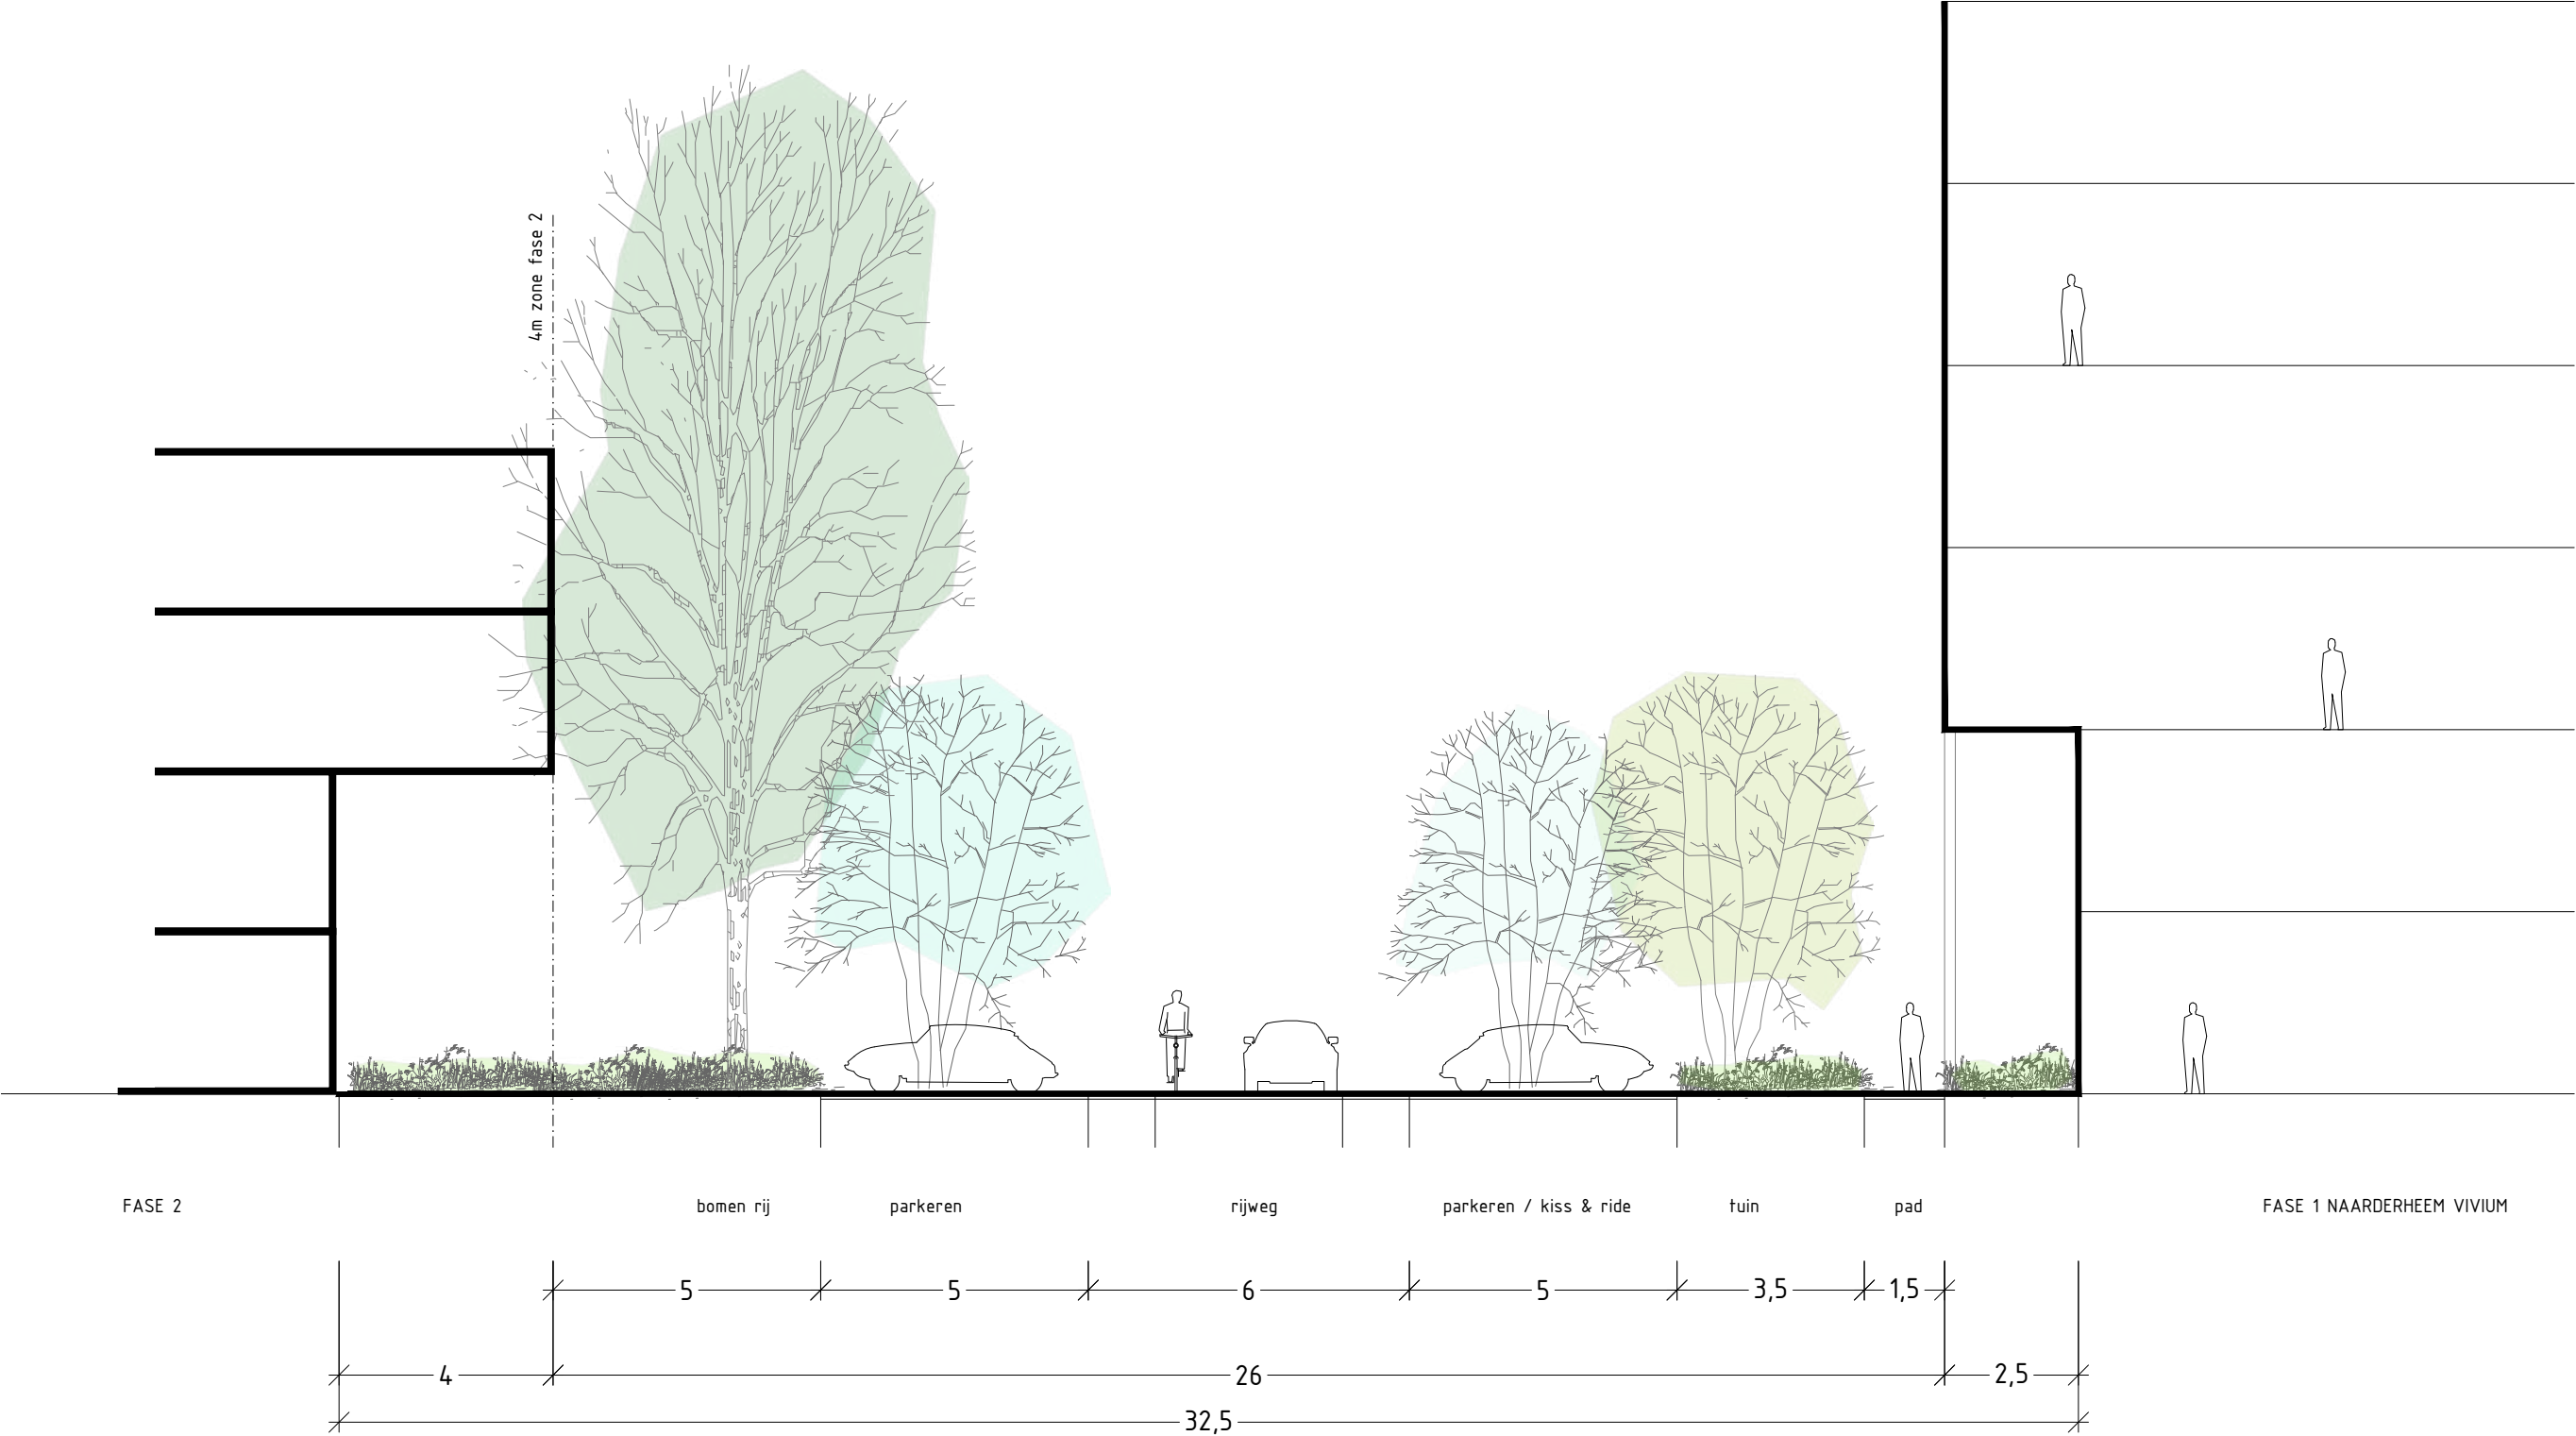 4m zone fase 2
FASE 2
bomen rij
parkeren
rijweg
parkeren / kiss & ride
tuin
pad
FASE 1 NAARDERHEEM VIVIUM
5
5
6
5
3,5
1,5
4
26
2,5
32,5